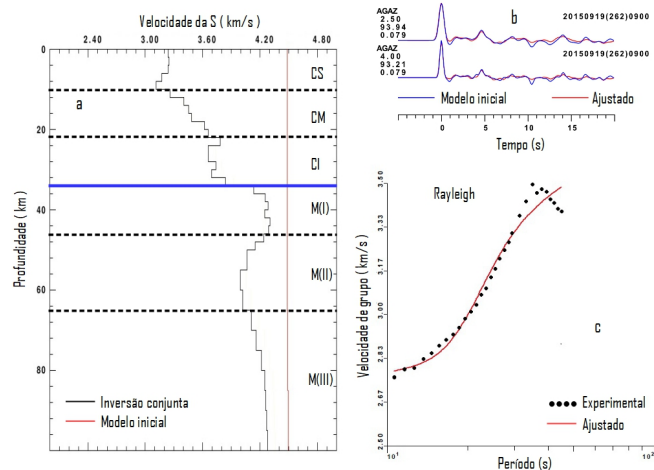 Velocidade da S ( km/s )
2.40 3.00 3.60 4.20 4.80
0
20
40
60
80
Profundidade ( km )
a
CS
CM
CI
M(I)
M(II)
M(III)
Inversão conjunta
Modelo inicial
AGAZ
2.50
93.94
0.079
b
20150919(262)0900
AGAZ
4.00
93.21
0.079
20150919(262)0900
Modelo inicial
Ajustado
0 5 10 15
Tempo (s)
Rayleigh
3.50
3.33
3.17
3.00
2.83
2.67
2.50
Velocidade de grupo ( km/s )
c
Experimental
Ajustado
10¹
10²
Período (s)